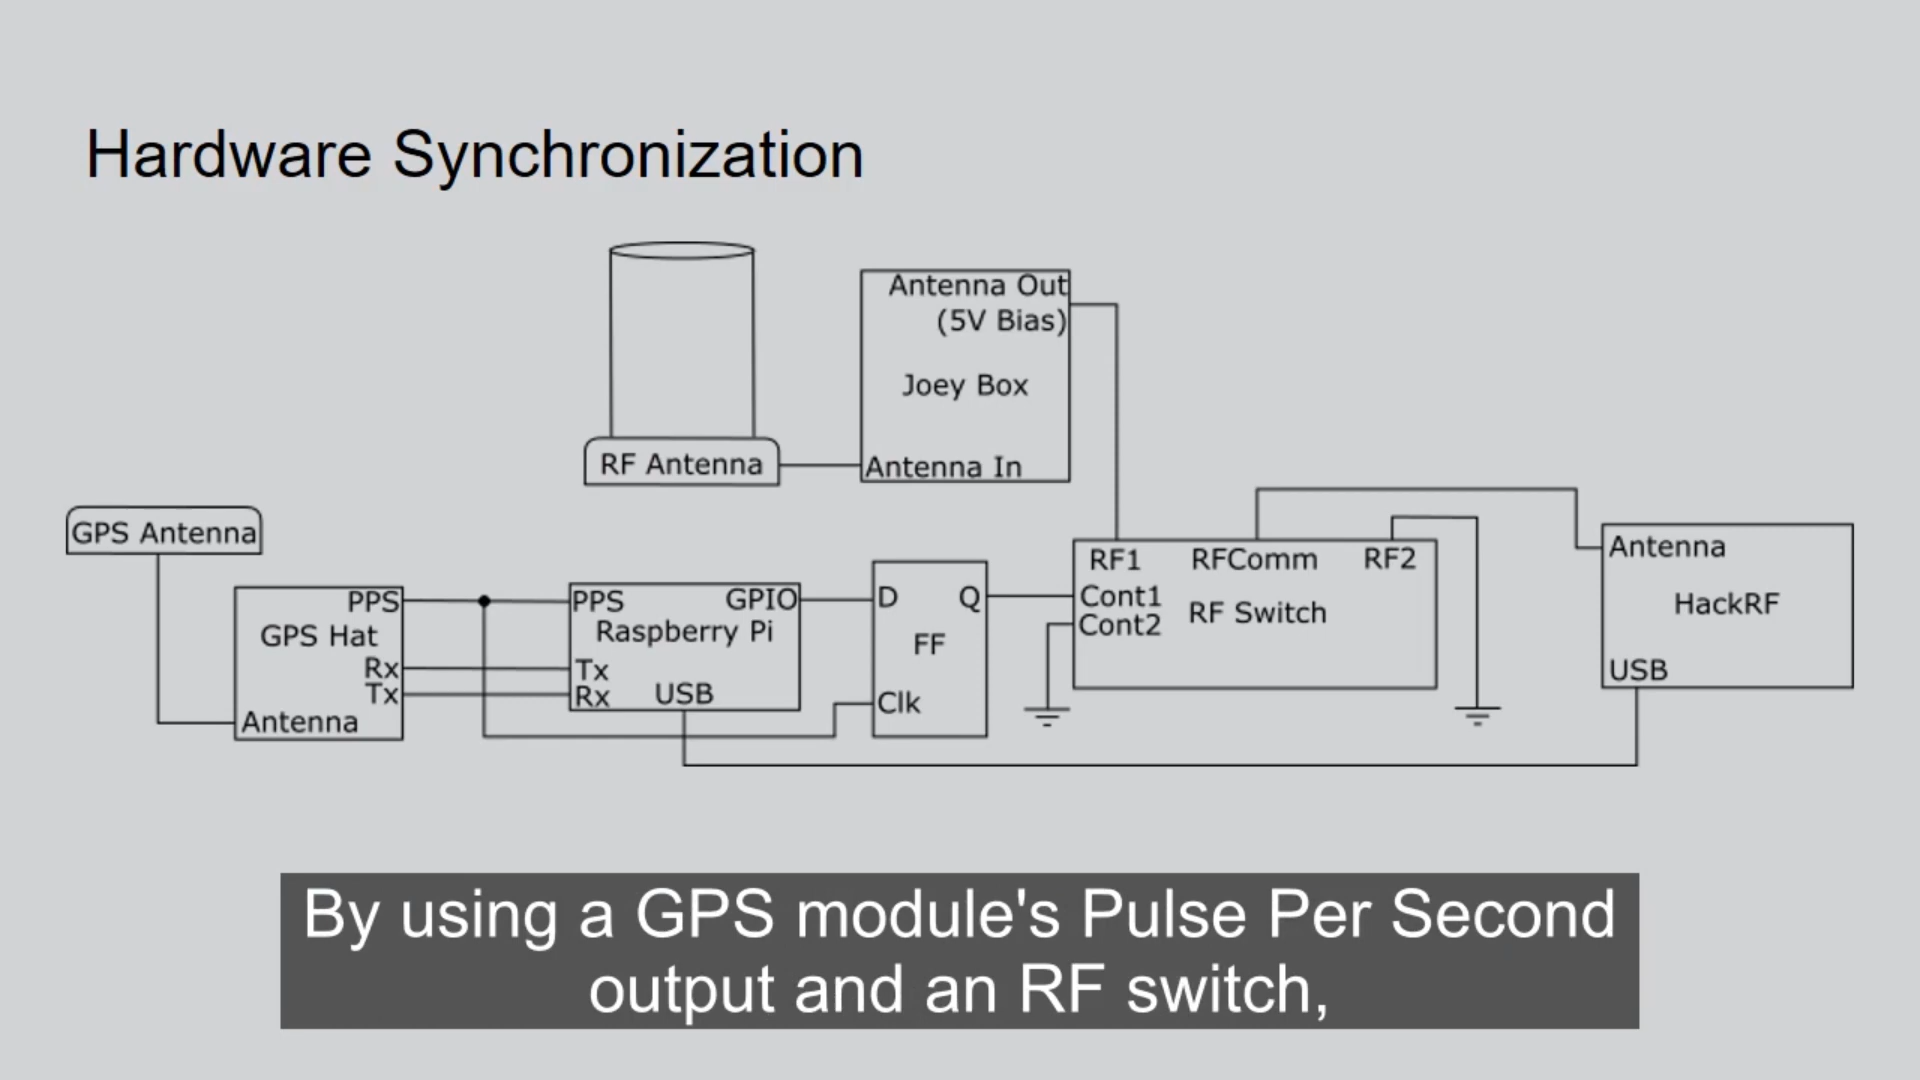 Hardware Synchronization
Antenna Out
(5V Bias)
Joey Box
Antenna In
RF Antenna
GPS Antenna
PPS
GPS Hat
Rx
Tx
Antenna
PPS
GPIO
Raspberry Pi
Tx
Rx
USB
D
Q
FF
Clk
RF1
RFComm
RF2
Cont1
Cont2
RF Switch
Antenna
HackRF
USB
By using a GPS module's Pulse Per Second
output and an RF switch,